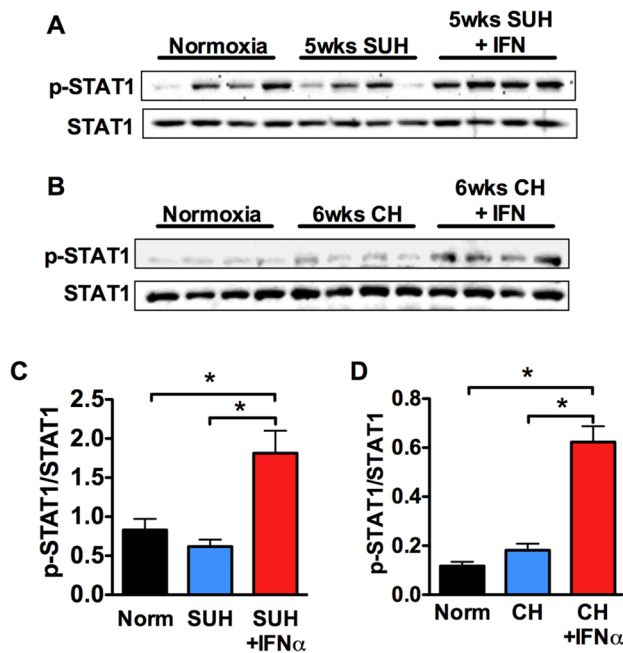 A
Normoxia 5wks SUH 5wks SUH
+ IFN
p-STAT1
STAT1
B
Normoxia 6wks CH 6wks CH
+ IFN
p-STAT1
STAT1
C
p-STAT1/STAT1
2.5
2.0
1.5
1.0
0.5
0.0
*
*
Norm SUH SUH
+IFNα
D
p-STAT1/STAT1
0.8
0.6
0.4
0.2
0.0
*
*
Norm CH CH
+IFNα